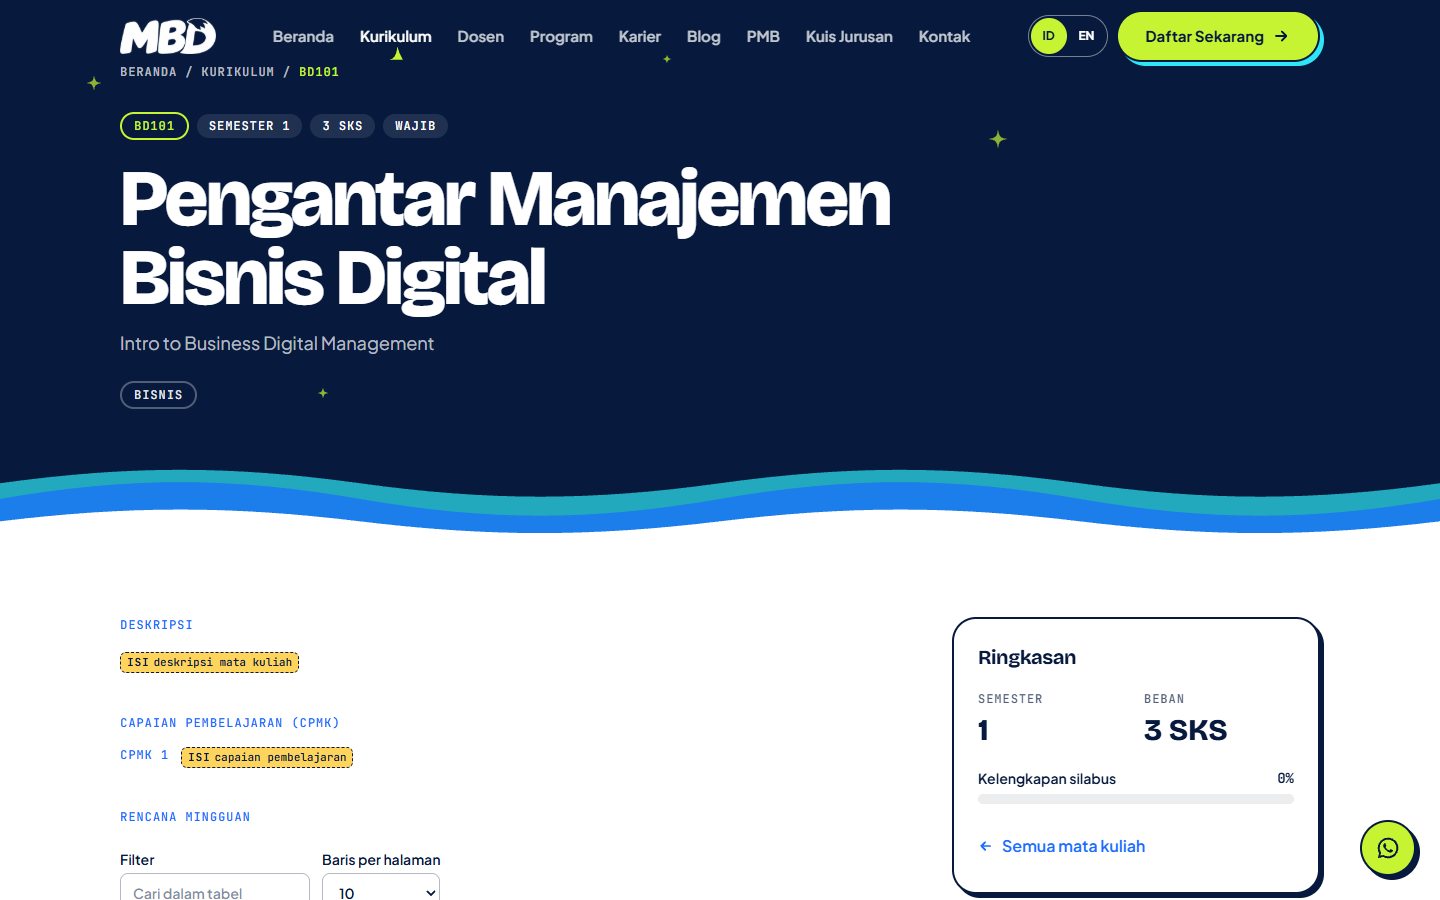 MBD
Beranda Kurikulum Dosen Program Karier Blog PMB Kuis Jurusan Kontak
ID EN
Daftar Sekarang →
BERANDA / KURIKULUM / BD101
BD101 SEMESTER 1 3 SKS WAJIB
Pengantar Manajemen
Bisnis Digital
Intro to Business Digital Management
BISNIS
DESKRIPSI
ISI deskripsi mata kuliah
CAPAIAN PEMBELAJARAN (CPMK)
CPMK 1 ISI capaian pembelajaran
RENCANA MINGGUAN
Filter
Cari dalam tabel
Baris per halaman
10
Ringkasan
SEMESTER
1
BEBAN
3 SKS
Kelengkapan silabus 0%
← Semua mata kuliah